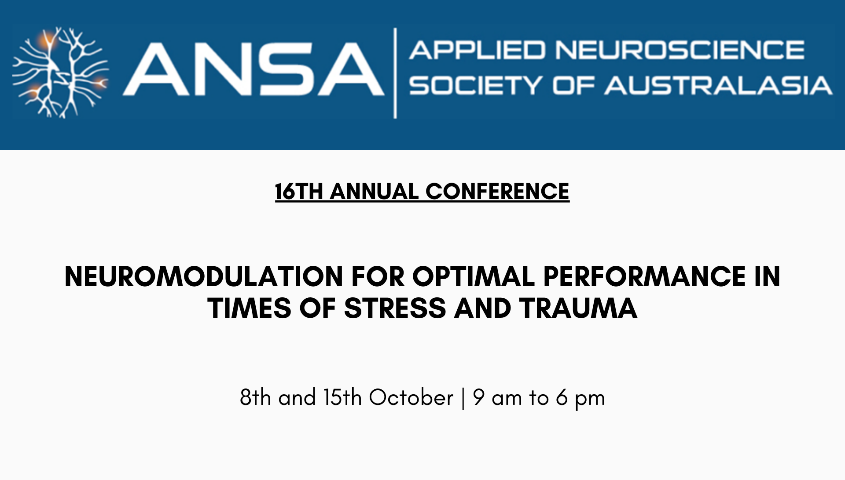 ANSA
APPLIED NEUROSCIENCE
SOCIETY OF AUSTRALASIA
16TH ANNUAL CONFERENCE
NEUROMODULATION FOR OPTIMAL PERFORMANCE IN
TIMES OF STRESS AND TRAUMA
8th and 15th October | 9 am to 6 pm